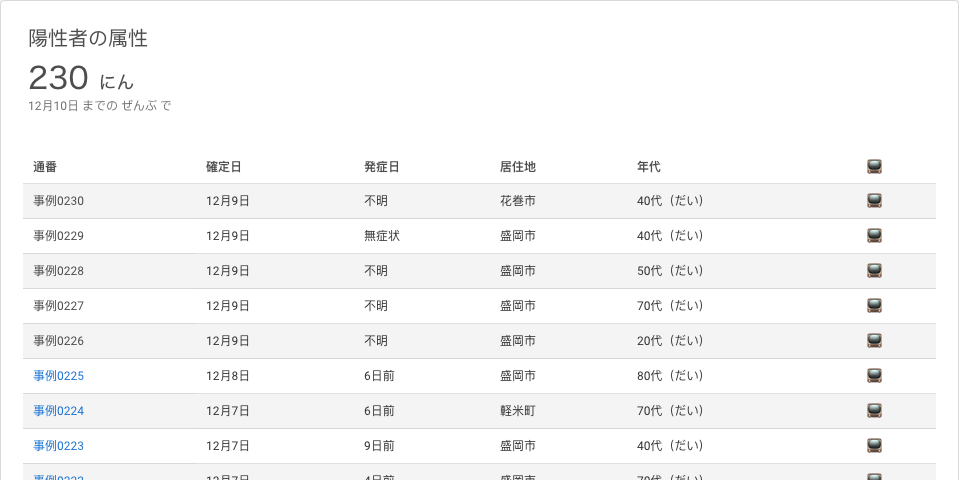 陽性者の属性
230 にん
12月10日 までの ぜんぶ で
通番 確定日 発症日 居住地 年代
事例0230 12月9日 不明 花巻市 40代（だい）
事例0229 12月9日 無症状 盛岡市 40代（だい）
事例0228 12月9日 不明 盛岡市 50代（だい）
事例0227 12月9日 不明 盛岡市 70代（だい）
事例0226 12月9日 不明 盛岡市 20代（だい）
事例0225 12月8日 6日前 盛岡市 80代（だい）
事例0224 12月7日 6日前 軽米町 70代（だい）
事例0223 12月7日 9日前 盛岡市 40代（だい）